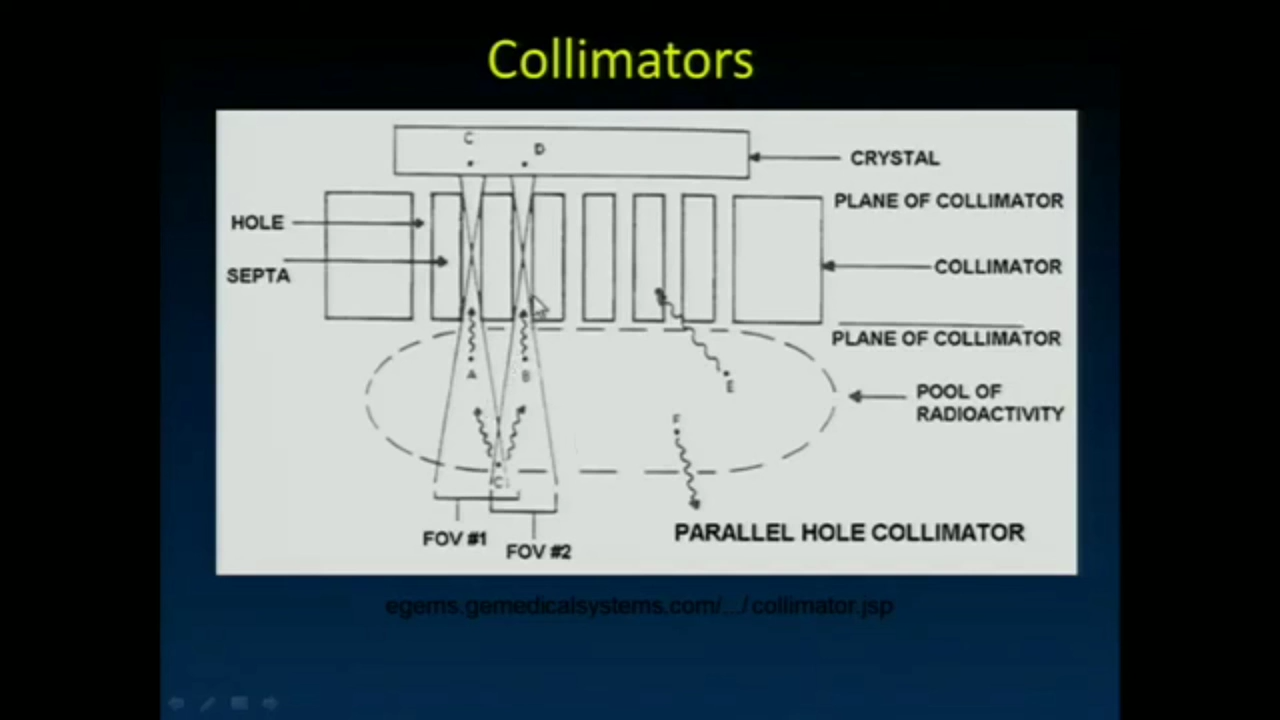 Collimators
C
D
CRYSTAL
PLANE OF COLLIMATOR
HOLE
SEPTA
COLLIMATOR
PLANE OF COLLIMATOR
A
B
E
POOL OF
RADIOACTIVITY
F
C
FOV #1
FOV #2
PARALLEL HOLE COLLIMATOR
egems.gemedicalsystems.com/.../collimator.jsp